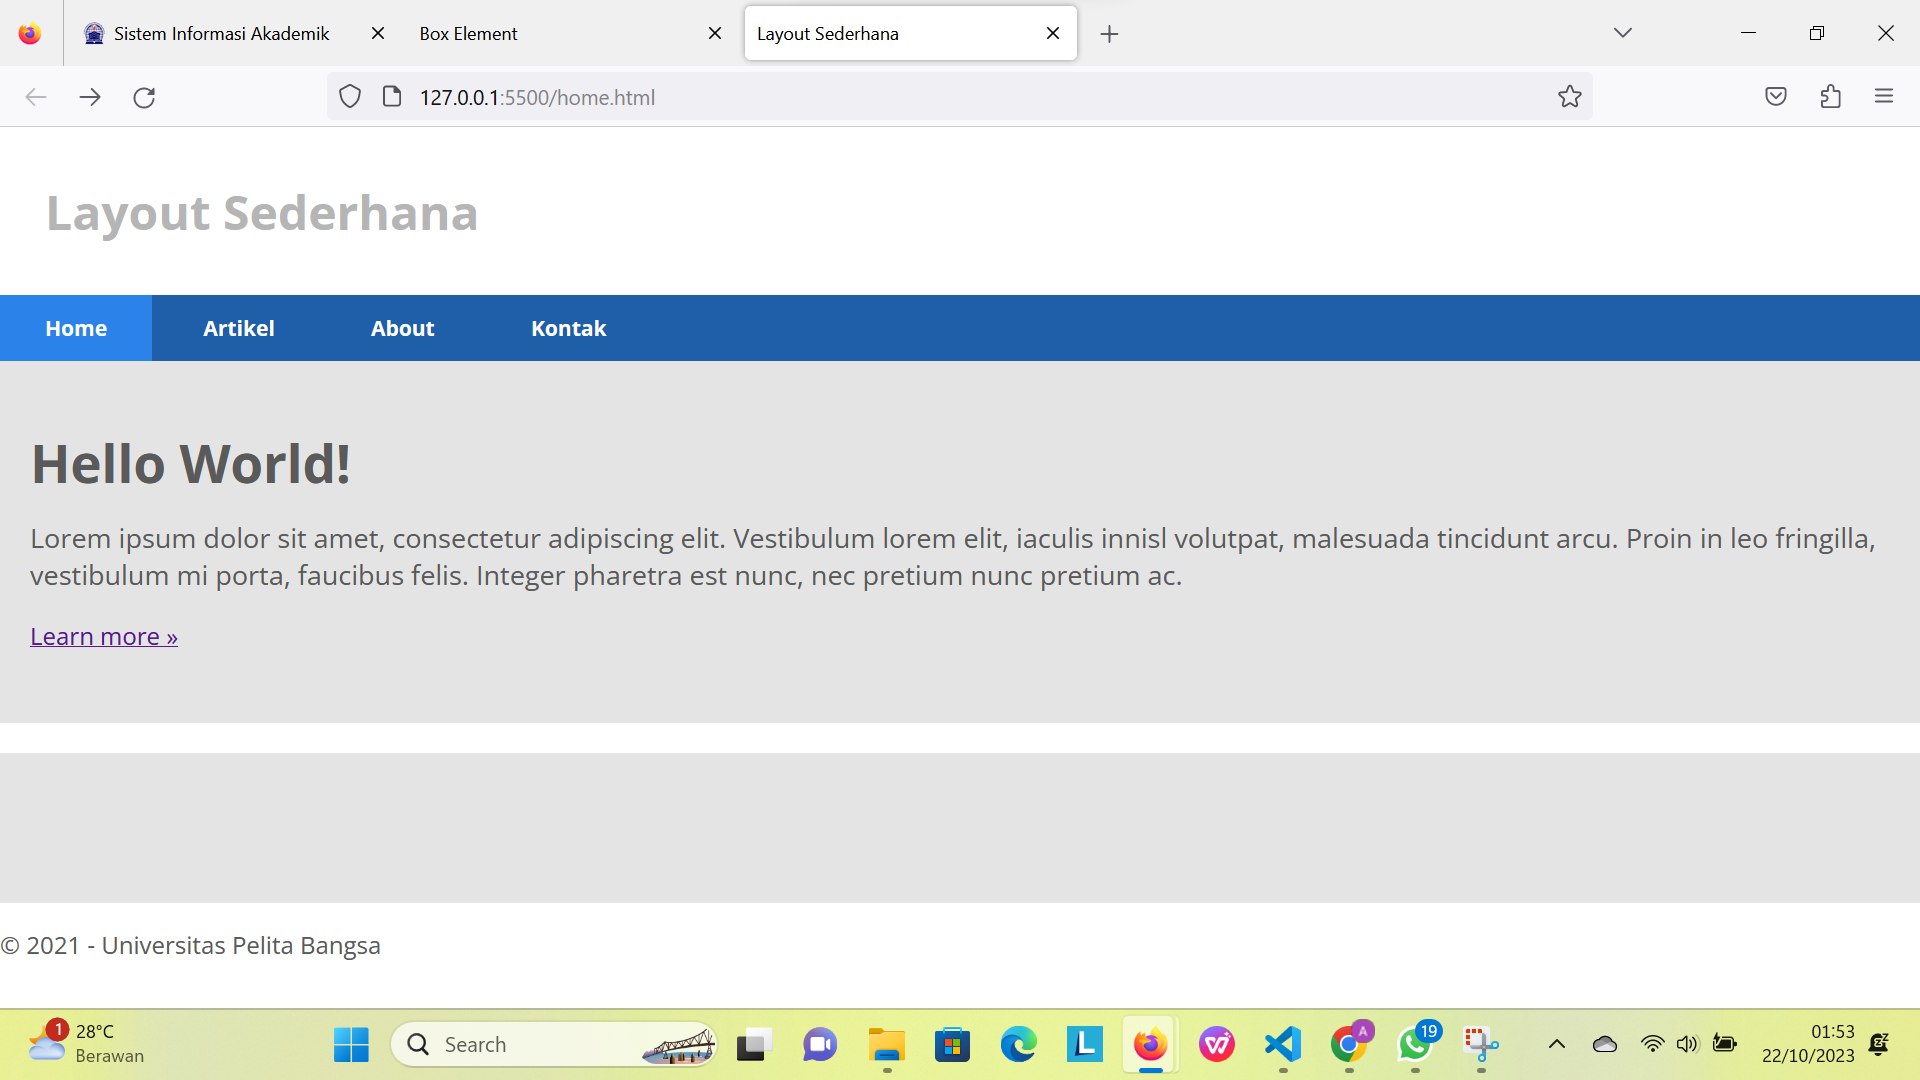 Sistem Informasi Akademik
Box Element
Layout Sederhana
127.0.0.1:5500/home.html
Layout Sederhana
Home
Artikel
About
Kontak
Hello World!
Lorem ipsum dolor sit amet, consectetur adipiscing elit. Vestibulum lorem elit, iaculis innisl volutpat, malesuada tincidunt arcu. Proin in leo fringilla,
vestibulum mi porta, faucibus felis. Integer pharetra est nunc, nec pretium nunc pretium ac.
Learn more »
© 2021 - Universitas Pelita Bangsa
1
28°C
Berawan
Search
L
A
19
01:53
22/10/2023